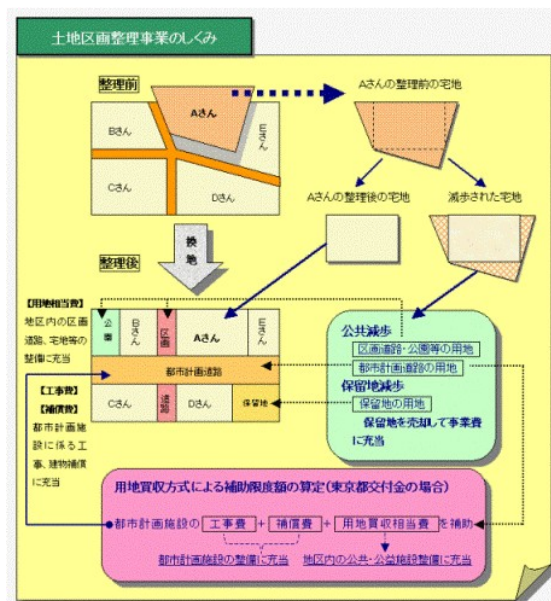 土地区画整理事業のしくみ
整理前
Aさんの整理前の宅地
Aさん
Bさん
Eさん
Cさん
Dさん
Aさんの整理後の宅地
減歩された宅地
換地
整理後
【用地相当費】
地区内の区画
道路、宅地等の
整備に充当
公園
Bさん
区画
Aさん
Eさん
都市計画道路
Cさん
道路
Dさん
保留地
【工事費】
【補償費】
都市計画施
設に係る工
事、建物補償
に充当
公共減歩
区画道路・公園等の用地
都市計画道路の用地
保留地減歩
保留地の用地
保留地を売却して事業費
に充当
用地買収方式による補助限度額の算定(東京都交付金の場合)
都市計画施設の 工事費 + 補償費 + 用地買収相当費 を補助
都市計画施設の整備に充当
地区内の公共・公益施設整備に充当